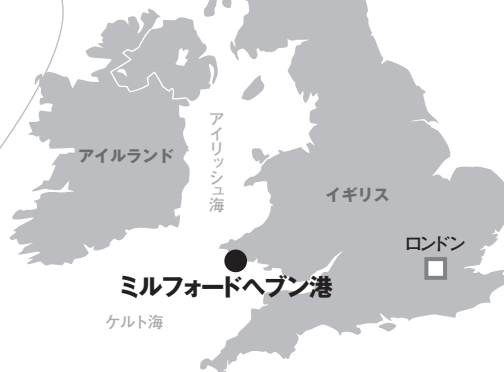 アイリッシュ海
アイルランド
イギリス
ロンドン
ミルフォードヘブン港
ケルト海